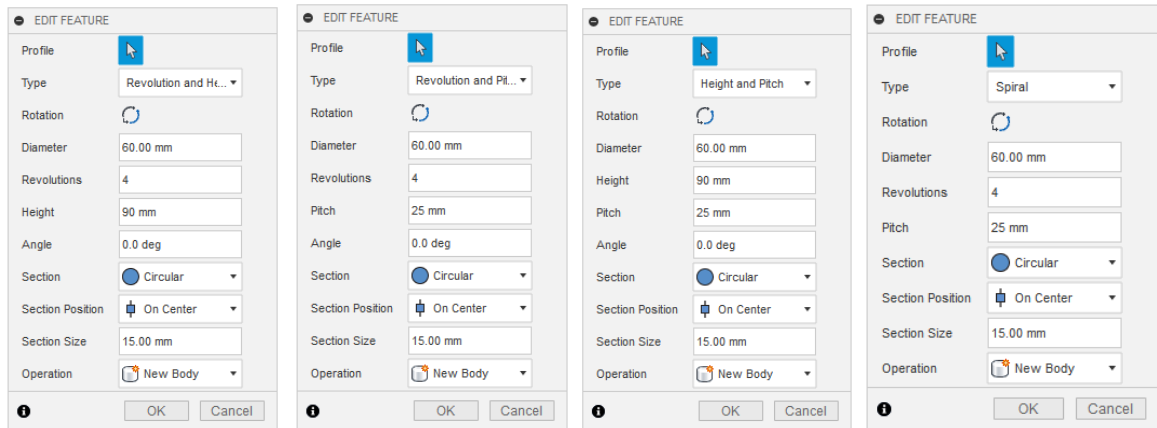 EDIT FEATURE
Profile
Type Revolution and He...
Rotation
Diameter 60.00 mm
Revolutions 4
Height 90 mm
Angle 0.0 deg
Section Circular
Section Position On Center
Section Size 15.00 mm
Operation New Body
OK Cancel
EDIT FEATURE
Profile
Type Revolution and Pit...
Rotation
Diameter 60.00 mm
Revolutions 4
Pitch 25 mm
Angle 0.0 deg
Section Circular
Section Position On Center
Section Size 15.00 mm
Operation New Body
OK Cancel
EDIT FEATURE
Profile
Type Height and Pitch
Rotation
Diameter 60.00 mm
Height 90 mm
Pitch 25 mm
Angle 0.0 deg
Section Circular
Section Position On Center
Section Size 15.00 mm
Operation New Body
OK Cancel
EDIT FEATURE
Profile
Type Spiral
Rotation
Diameter 60.00 mm
Revolutions 4
Pitch 25 mm
Section Circular
Section Position On Center
Section Size 15.00 mm
Operation New Body
OK Cancel